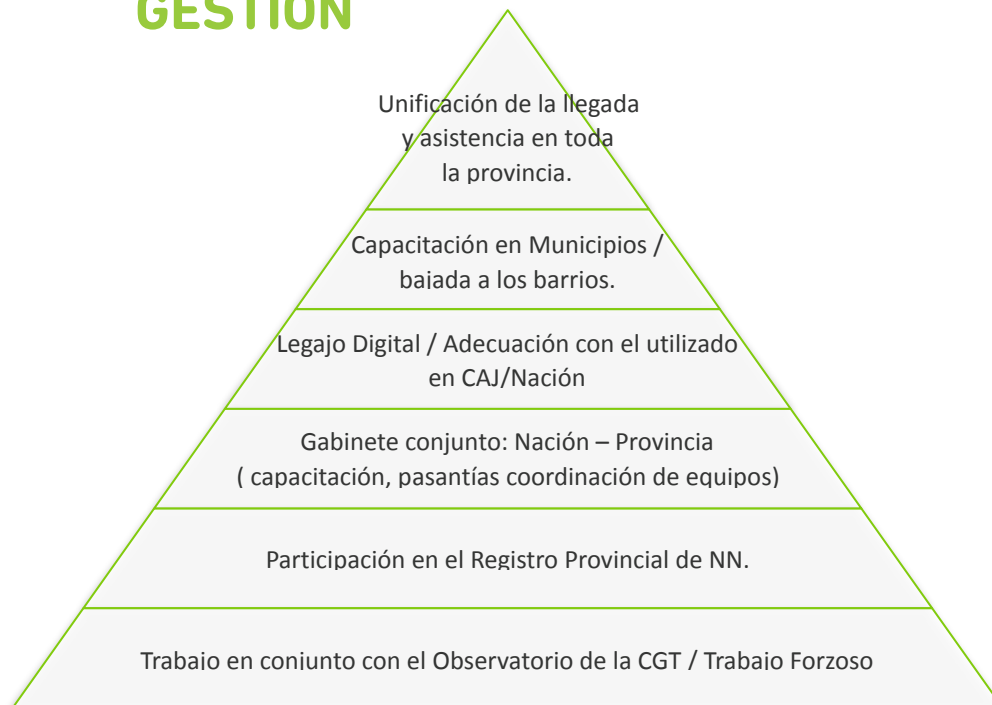 GESTIÓN
Unificación de la llegada
y asistencia en toda
la provincia.
Capacitación en Municipios /
bajada a los barrios.
Legajo Digital / Adecuación con el utilizado
en CAJ/Nación
Gabinete conjunto: Nación – Provincia
( capacitación, pasantías coordinación de equipos)
Participación en el Registro Provincial de NN.
Trabajo en conjunto con el Observatorio de la CGT / Trabajo Forzoso